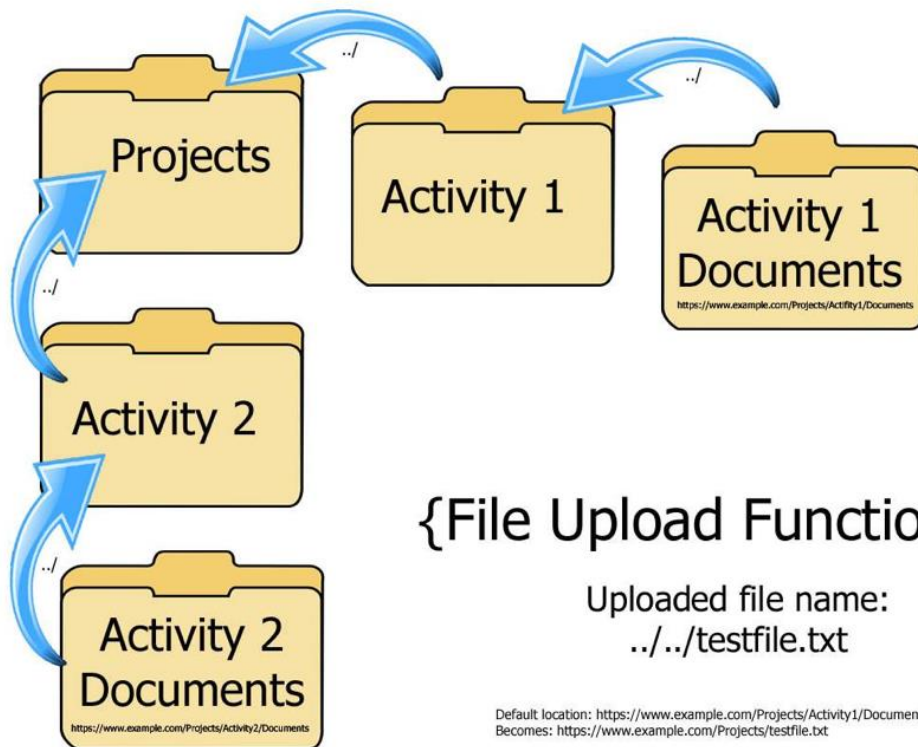 ../
../
Projects
Activity 1
Activity 1
Documents
https://www.example.com/Projects/Actifity1/Documents
../
Activity 2
../
Activity 2
Documents
https://www.example.com/Projects/Activity2/Documents
{File Upload Functio
Uploaded file name:
../../testfile.txt
Default location: https://www.example.com/Projects/Activity1/Documen
Becomes: https://www.example.com/Projects/testfile.txt